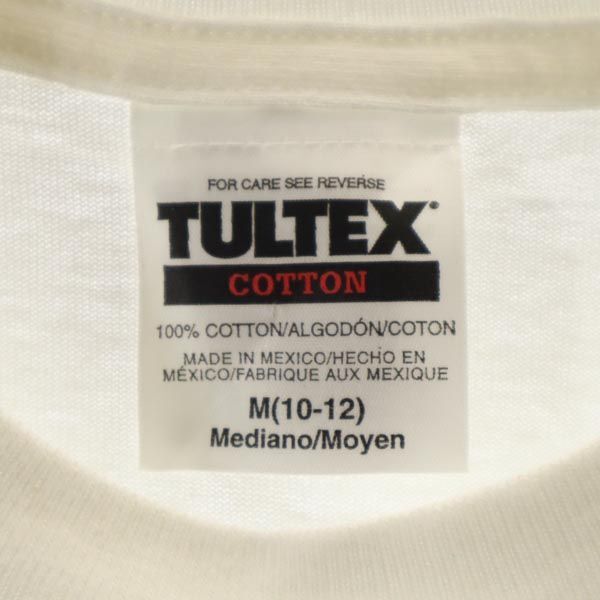 FOR CARE SEE REVERSE
TULTEX
COTTON
100% COTTON/ALGODÓN/COTON
MADE IN MEXICO/HECHO EN
MÉXICO/FABRIQUE AUX MEXIQUE
M(10-12)
Mediano/Moyen